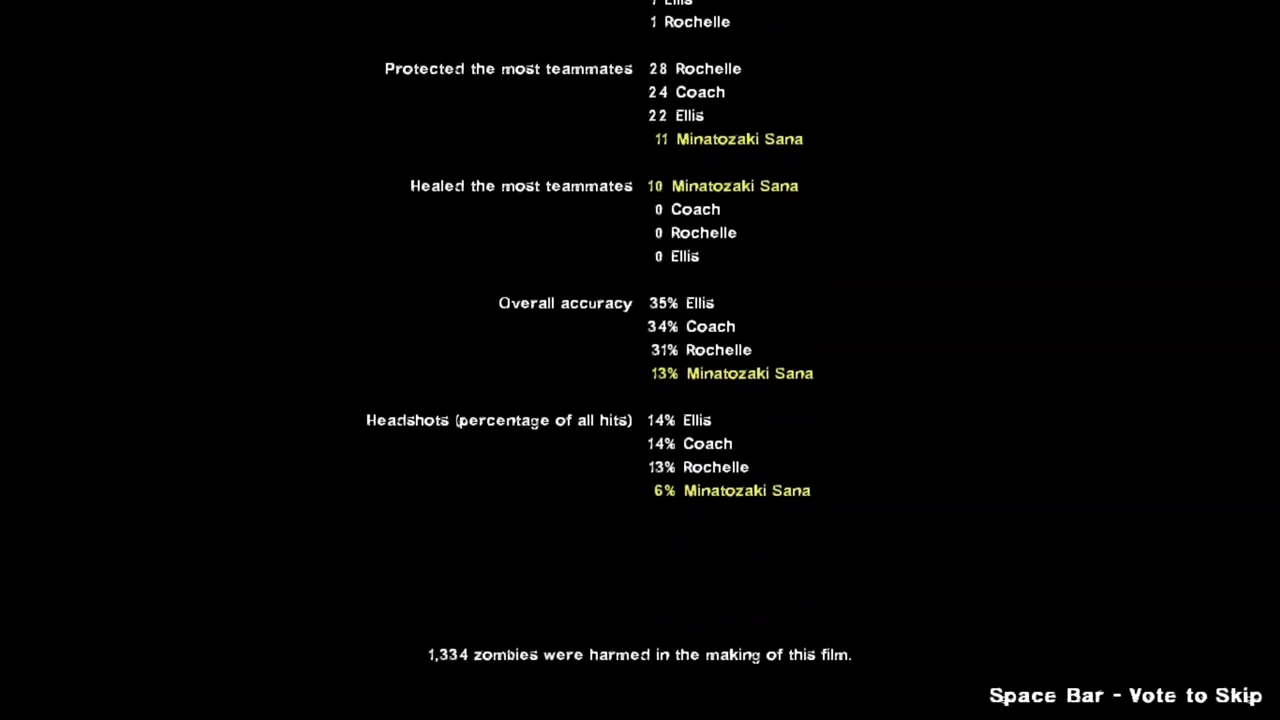 1 Rochelle
Protected the most teammates 28 Rochelle
24 Coach
22 Ellis
11 Minatozaki Sana
Healed the most teammates 10 Minatozaki Sana
0 Coach
0 Rochelle
0 Ellis
Overall accuracy 35% Ellis
34% Coach
31% Rochelle
13% Minatozaki Sana
Headshots (percentage of all hits) 14% Ellis
14% Coach
13% Rochelle
6% Minatozaki Sana
1,334 zombies were harmed in the making of this film.
Space Bar - Vote to Skip